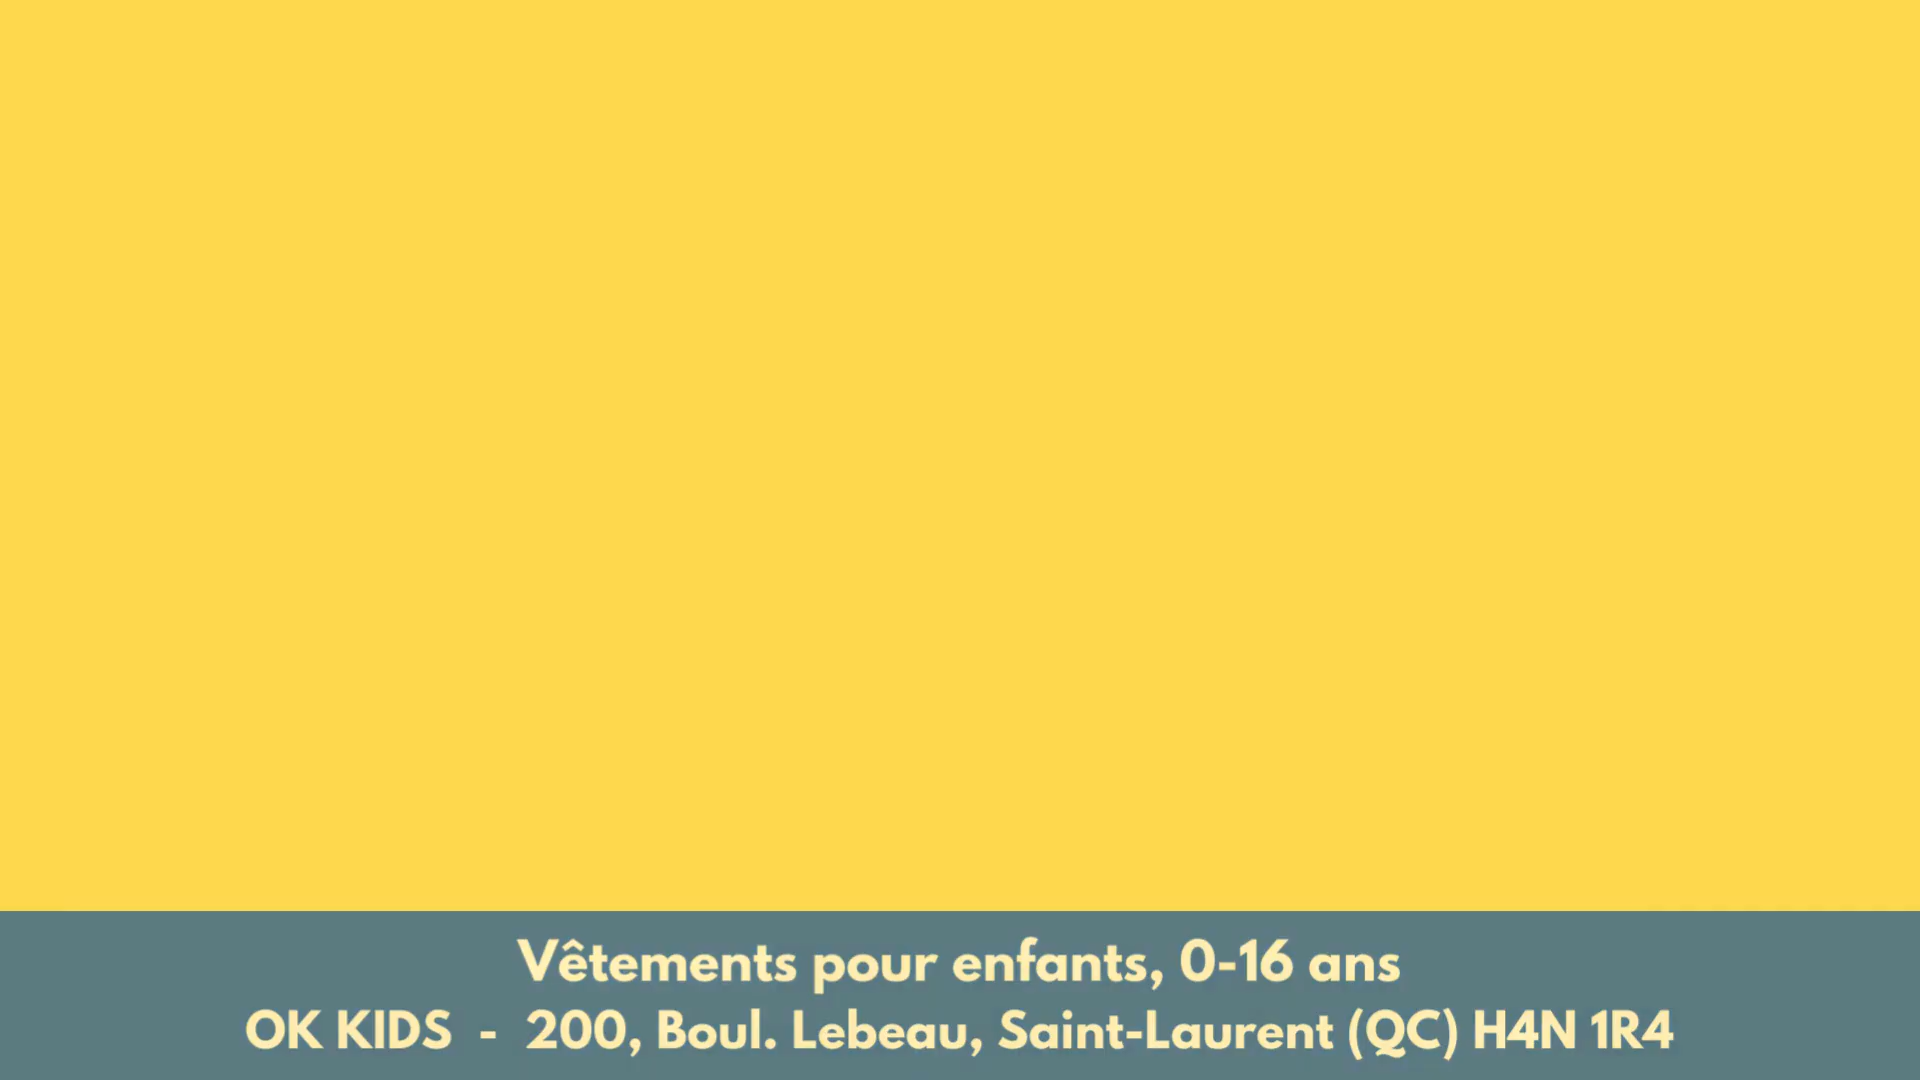 Vêtements pour enfants, 0-16 ans
OK KIDS - 200, Boul. Lebeau, Saint-Laurent (QC) H4N 1R4